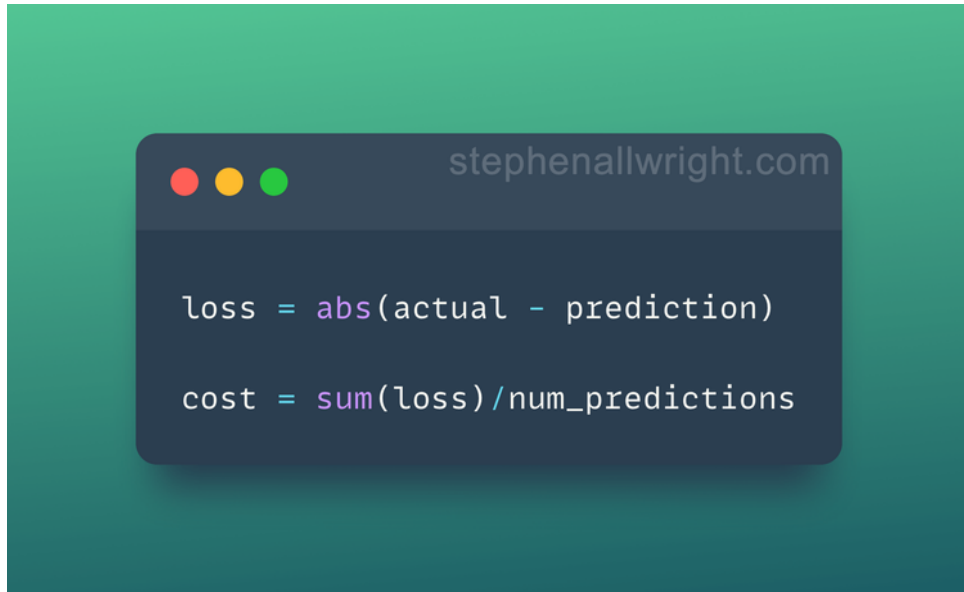 stephenallwright.com
loss = abs(actual - prediction)
cost = sum(loss)/num_predictions